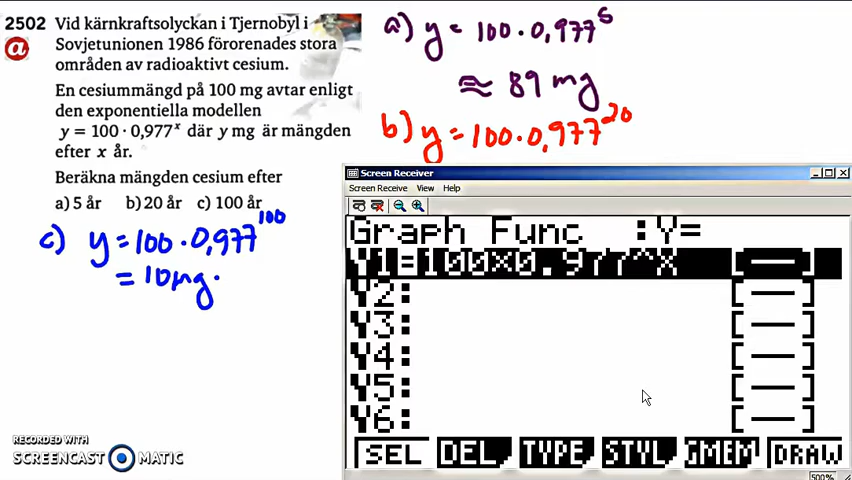 2502 Vid kärnkraftsolyckan i Tjernobyl i
a
Sovjetunionen 1986 förorenades stora
områden av radioaktivt cesium.
En cesiummängd på 100 mg avtar enligt
den exponentiella modellen
y = 100 · 0,977^x där y mg är mängden
efter x år.
Beräkna mängden cesium efter
a) 5 år b) 20 år c) 100 år
a) y = 100 · 0,977^5
≈ 89 mg
b) y = 100 · 0,977^20
c) y = 100 · 0,977^100
= 10 mg
Screen Receiver
Screen Receiver View Help
Graph Func :Y=
Y1=100×0.977^x [—]
Y2: [—]
Y3: [—]
Y4: [—]
Y5: [—]
Y6: [—]
SEL DEL TYPE STYL GMEM DRAW
500%
RECORDED WITH
SCREENCAST MATIC